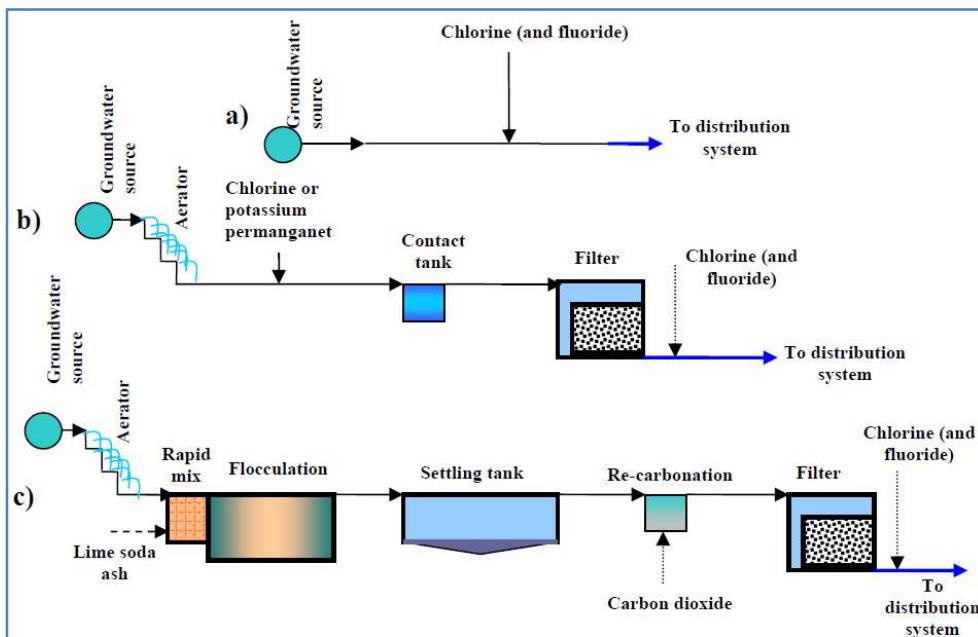 a)
Groundwater
source
Chlorine (and fluoride)
To distribution
system
b)
Groundwater
source
Aerator
Chlorine or
potassium
permanganet
Contact
tank
Filter
Chlorine (and
fluoride)
To distribution
system
c)
Groundwater
source
Aerator
Rapid
mix
Flocculation
Lime soda
ash
Settling tank
Re-carbonation
Carbon dioxide
Filter
Chlorine (and
fluoride)
To
distribution
system